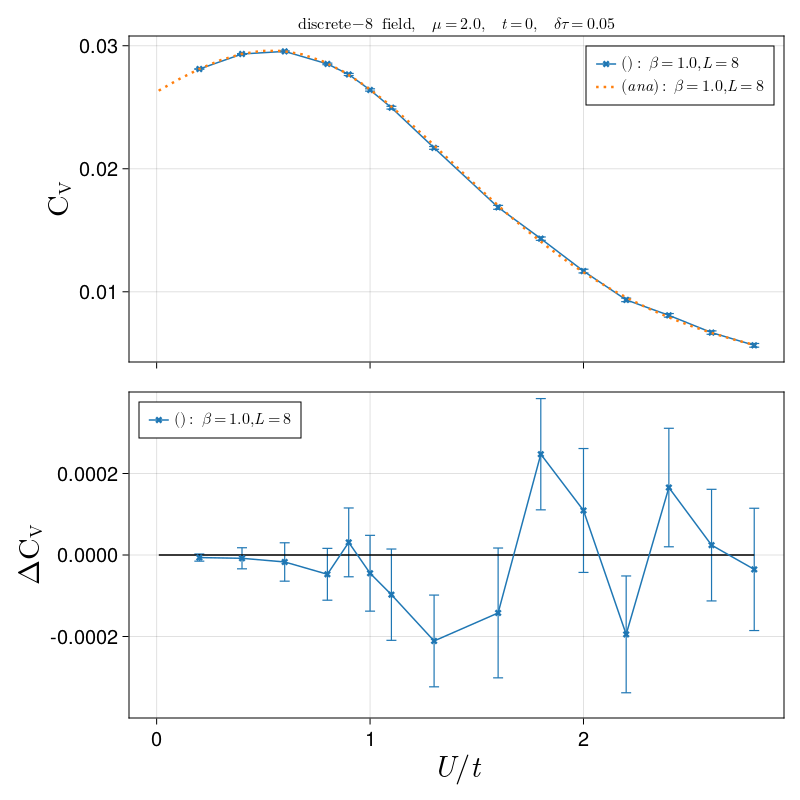 discrete−8 field, μ=2.0, t=0, δτ=0.05
0.03
() : β=1.0,L=8
(ana) : β=1.0,L=8
0.02
C_V
0.01
() : β=1.0,L=8
0.0002
0.0000
ΔC_V
-0.0002
0 1 2
U/t